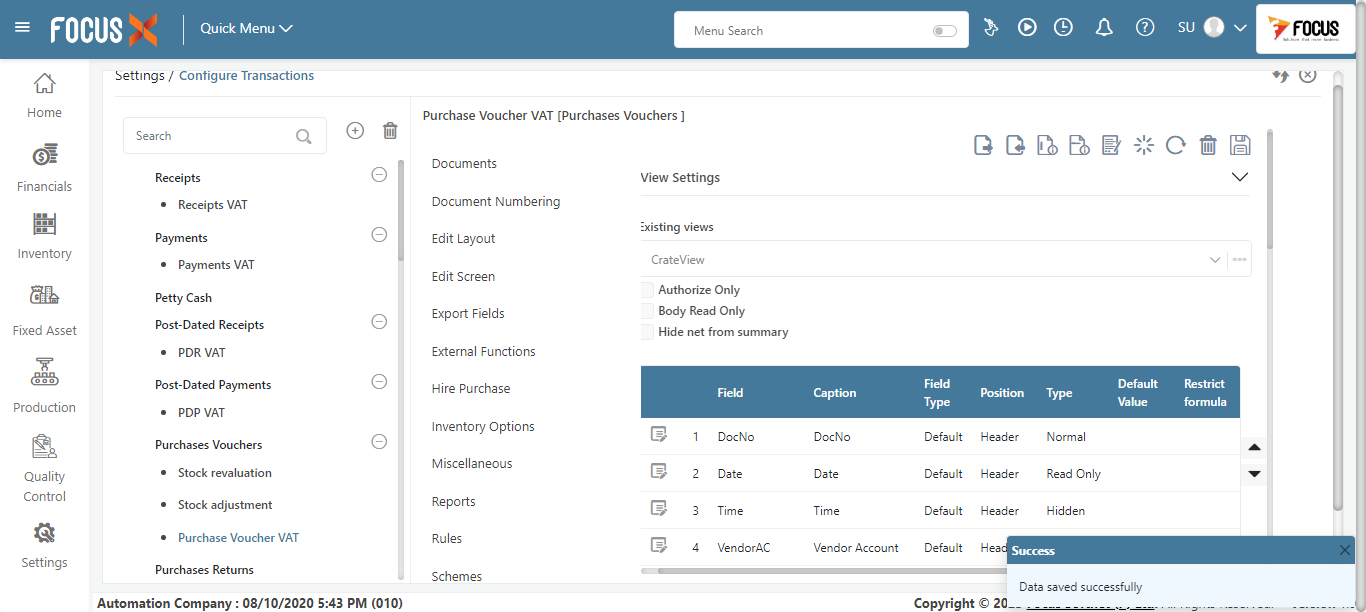 FOCUS X
Quick Menu
Menu Search
SU
FOCUS
Home
Financials
Inventory
Fixed Asset
Production
Quality
Control
Settings
Settings / Configure Transactions
Search
Receipts
Receipts VAT
Payments
Payments VAT
Petty Cash
Post-Dated Receipts
PDR VAT
Post-Dated Payments
PDP VAT
Purchases Vouchers
Stock revaluation
Stock adjustment
Purchase Voucher VAT
Purchases Returns
Purchase Voucher VAT [Purchases Vouchers ]
Documents
Document Numbering
Edit Layout
Edit Screen
Export Fields
External Functions
Hire Purchase
Inventory Options
Miscellaneous
Reports
Rules
Schemes
View Settings
Existing views
CrateView
Authorize Only
Body Read Only
Hide net from summary
Field Caption Field Type Position Type Default Value Restrict formula
1 DocNo DocNo Default Header Normal
2 Date Date Default Header Read Only
3 Time Time Default Header Hidden
4 VendorAC Vendor Account Default Head
Success
Data saved successfully
Automation Company : 08/10/2020 5:43 PM (010)
Copyright © 20